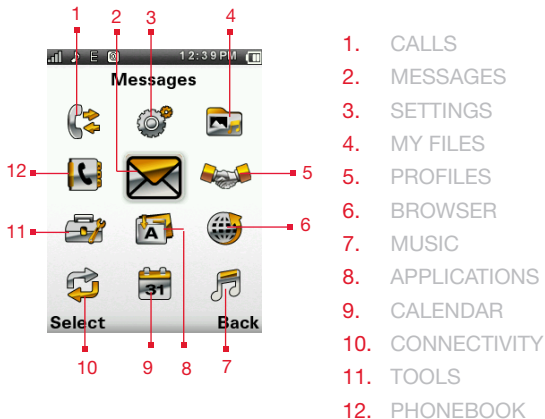 1 2 3 4
E 12:39PM
Messages
12 5
A
11 6
31
Select Back
10 9 8 7
1. CALLS
2. MESSAGES
3. SETTINGS
4. MY FILES
5. PROFILES
6. BROWSER
7. MUSIC
8. APPLICATIONS
9. CALENDAR
10. CONNECTIVITY
11. TOOLS
12. PHONEBOOK